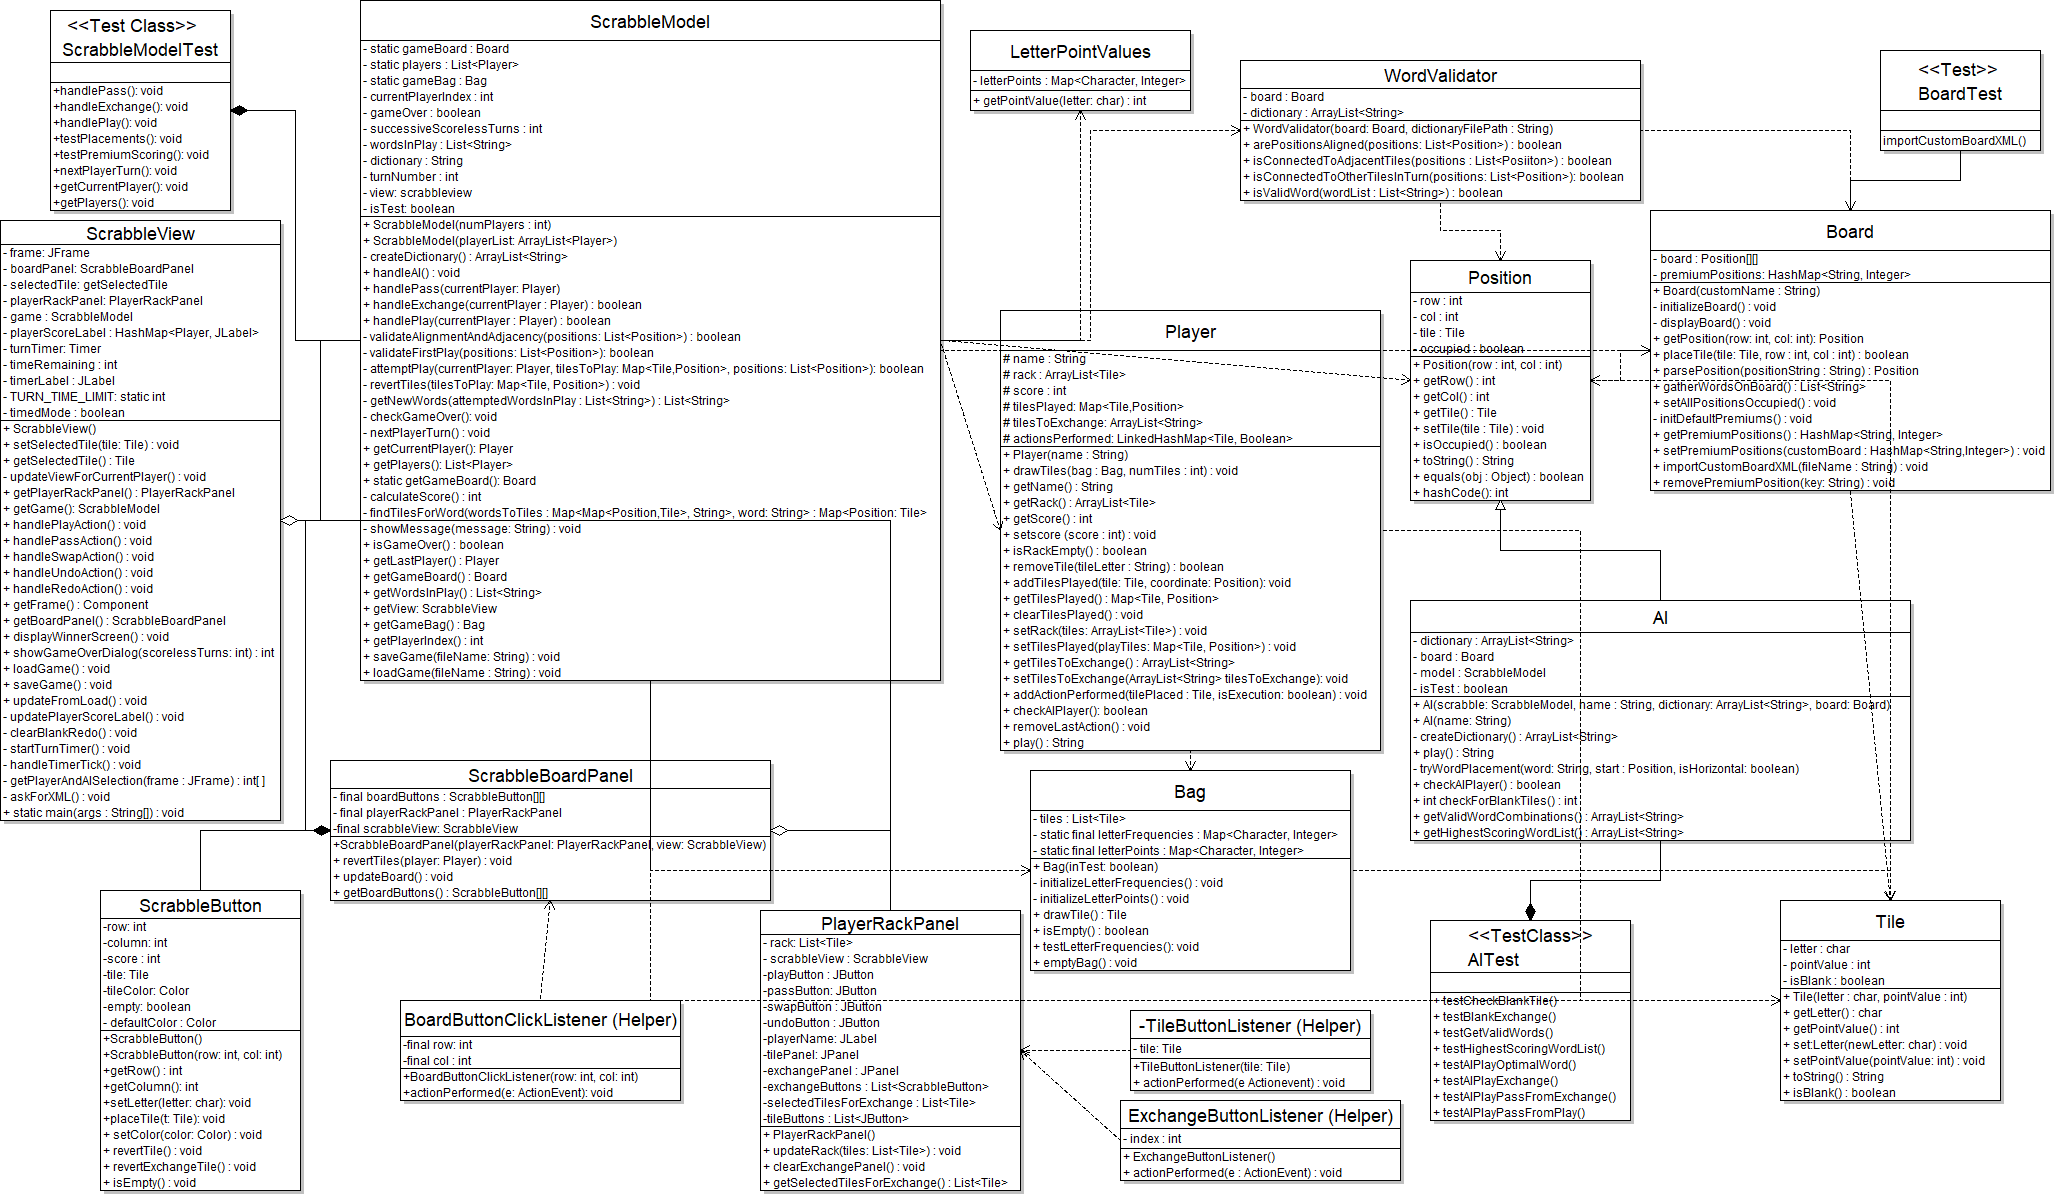 <<Test Class>>
ScrabbleModelTest
+handlePass(): void
+handleExchange(): void
+handlePlay(): void
+testPlacements(): void
+testPremiumScoring(): void
+nextPlayerTurn(): void
+getCurrentPlayer(): void
+getPlayers(): void
ScrabbleView
- frame: JFrame
- boardPanel: ScrabbleBoardPanel
- selectedTile: getSelectedTile
- playerRackPanel: PlayerRackPanel
- game : ScrabbleModel
- playerScoreLabel : HashMap<Player, JLabel>
- turnTimer: Timer
- timeRemaining : int
- timerLabel : JLabel
- TURN_TIME_LIMIT: static int
- timedMode : boolean
+ ScrabbleView()
+ setSelectedTile(tile: Tile) : void
+ getSelectedTile() : Tile
- updateViewForCurrentPlayer() : void
+ getPlayerRackPanel() : PlayerRackPanel
+ getGame(): ScrabbleModel
+ handlePlayAction() : void
+ handlePassAction() : void
+ handleSwapAction() : void
+ handleUndoAction() : void
+ handleRedoAction() : void
+ getFrame() : Component
+ getBoardPanel() : ScrabbleBoardPanel
+ displayWinnerScreen() : void
+ showGameOverDialog(scorelessTurns: int) : int
+ loadGame() : void
+ saveGame() : void
+ updateFromLoad() : void
- updatePlayerScoreLabel() : void
- clearBlankRedo() : void
- startTurnTimer() : void
- handleTimerTick() : void
- getPlayerAndAISelection(frame : JFrame) : int[ ]
- askForXML() : void
+ static main(args : String[]) : void
ScrabbleModel
- static gameBoard : Board
- static players : List<Player>
- static gameBag : Bag
- currentPlayerIndex : int
- gameOver : boolean
- successiveScorelessTurns : int
- wordsInPlay : List<String>
- dictionary : String
- turnNumber : int
- view: scrabbleview
- isTest: boolean
+ ScrabbleModel(numPlayers : int)
+ ScrabbleModel(playerList: ArrayList<Player>)
- createDictionary() : ArrayList<String>
+ handleAI() : void
+ handlePass(currentPlayer: Player)
+ handleExchange(currentPlayer : Player) : boolean
+ handlePlay(currentPlayer : Player) : boolean
- validateAlignmentAndAdjacency(positions: List<Position>) : boolean
- validateFirstPlay(positions: List<Position>) : boolean
- attemptPlay(currentPlayer: Player, tilesToPlay: Map<Tile,Position>, positions: List<Position>): boolean
- revertTiles(tilesToPlay: Map<Tile, Position>) : void
- getNewWords(attemptedWordsInPlay : List<String>) : List<String>
- checkGameOver(): void
- nextPlayerTurn() : void
+ getCurrentPlayer() : Player
+ getPlayers(): List<Player>
+ static getGameBoard(): Board
- calculateScore() : int
- findTilesForWord(wordsToTiles : Map<Map<Position,Tile>, String>, word: String> : Map<Position: Tile>
- showMessage(message: String) : void
+ isGameOver() : boolean
+ getLastPlayer() : Player
+ getGameBoard() : Board
+ getWordsInPlay() : List<String>
+ getView: ScrabbleView
+ getGameBag() : Bag
+ getPlayerIndex() : int
+ saveGame(fileName: String) : void
+ loadGame(fileName : String) : void
LetterPointValues
- letterPoints : Map<Character, Integer>
+ getPointValue(letter: char) : int
WordValidator
- board : Board
- dictionary : ArrayList<String>
+ WordValidator(board: Board, dictionaryFilePath : String)
+ arePositionsAligned(positions: List<Position>) : boolean
+ isConnectedToAdjacentTiles(positions : List<Posiiton>) : boolean
+ isConnectedToOtherTilesInTurn(positions: List<Position>): boolean
+ isValidWord(wordList : List<String>) : boolean
<<Test>>
BoardTest
importCustomBoardXML()
Board
- board : Position[][]
- premiumPositions: HashMap<String, Integer>
+ Board(customName : String)
- initializeBoard() : void
- displayBoard() : void
+ getPosition(row: int, col: int): Position
+ placeTile(tile: Tile, row : int, col : int) : boolean
+ parsePosition(positionString : String) : Position
+ gatherWordsOnBoard() : List<String>
+ setAllPositionsOccupied() : void
- initDefaultPremiums() : void
+ getPremiumPositions() : HashMap<String, Integer>
+ setPremiumPositions(customBoard : HashMap<String,Integer>) : void
+ importCustomBoardXML(fileName : String) : void
+ removePremiumPosition(key: String) : void
Position
- row : int
- col : int
- tile : Tile
- occupied : boolean
+ Position(row : int, col : int)
+ getRow() : int
+ getCol() : int
+ getTile() : Tile
+ setTile(tile : Tile) : void
+ isOccupied() : boolean
+ toString() : String
+ equals(obj : Object) : boolean
+ hashCode(): int
Player
# name : String
# rack : ArrayList<Tile>
# score : int
# tilesPlayed: Map<Tile,Position>
# tilesToExchange: ArrayList<String>
# actionsPerformed: LinkedHashMap<Tile, Boolean>
+ Player(name : String)
+ drawTiles(bag : Bag, numTiles : int) : void
+ getName() : String
+ getRack() : ArrayList<Tile>
+ getScore() : int
+ setscore (score : int) : void
+ isRackEmpty() : boolean
+ removeTile(tileLetter : String) : boolean
+ addTilesPlayed(tile: Tile, coordinate: Position): void
+ getTilesPlayed() : Map<Tile, Position>
+ clearTilesPlayed() : void
+ setRack(tiles: ArrayList<Tile>) : void
+ setTilesPlayed(playTiles: Map<Tile, Position>) : void
+ getTilesToExchange() : ArrayList<String>
+ setTilesToExchange(ArrayList<String> tilesToExchange): void
+ addActionPerformed(tilePlaced : Tile, isExecution: boolean) : void
+ checkAIPlayer(): boolean
+ removeLastAction() : void
+ play() : String
AI
- dictionary : ArrayList<String>
- board : Board
- model : ScrabbleModel
- isTest : boolean
+ AI(scrabble: ScrabbleModel, name : String, dictionary: ArrayList<String>, board: Board)
+ AI(name: String)
- createDictionary() : ArrayList<String>
+ play() : String
- tryWordPlacement(word: String, start : Position, isHorizontal: boolean)
+ checkAIPlayer() : boolean
+ int checkForBlankTiles() : int
+ getValidWordCombinations() : ArrayList<String>
+ getHighestScoringWordList() : ArrayList<String>
ScrabbleBoardPanel
- final boardButtons : ScrabbleButton[][]
- final playerRackPanel : PlayerRackPanel
-final scrabbleView: ScrabbleView
+ScrabbleBoardPanel(playerRackPanel: PlayerRackPanel, view: ScrabbleView)
+ revertTiles(player: Player) : void
+ updateBoard() : void
+ getBoardButtons() : ScrabbleButton[][]
Bag
- tiles : List<Tile>
- static final letterFrequencies : Map<Character, Integer>
- static final letterPoints : Map<Character, Integer>
+ Bag(inTest: boolean)
- initializeLetterFrequencies() : void
- initializeLetterPoints() : void
+ drawTile() : Tile
+ isEmpty() : boolean
+ testLetterFrequencies(): void
+ emptyBag() : void
ScrabbleButton
-row: int
-column: int
-score : int
-tile: Tile
-tileColor: Color
-empty: boolean
- defaultColor : Color
+ScrabbleButton()
+ScrabbleButton(row: int, col: int)
+getRow() : int
+getColumn(): int
+setLetter(letter: char): void
+placeTile(t: Tile): void
+ setColor(color: Color) : void
+ revertTile() : void
+ revertExchangeTile() : void
+ isEmpty() : void
BoardButtonClickListener (Helper)
-final row: int
-final col : int
+BoardButtonClickListener(row: int, col: int)
+actionPerformed(e: ActionEvent): void
PlayerRackPanel
- rack: List<Tile>
- scrabbleView : ScrabbleView
-playButton : JButton
-passButton: JButton
-swapButton : JButton
-undoButton : JButton
-playerName : JLabel
-tilePanel: JPanel
-exchangePanel : JPanel
-exchangeButtons : List<ScrabbleButton>
-selectedTilesForExchange : List<Tile>
-tileButtons : List<JButton>
+ PlayerRackPanel()
+ updateRack(tiles: List<Tile>) : void
+ clearExchangePanel() : void
+ getSelectedTilesForExchange() : List<Tile>
-TileButtonListener (Helper)
- tile: Tile
+TileButtonListener(tile: Tile)
+ actionPerformed(e Actionevent) : void
ExchangeButtonListener (Helper)
- index : int
+ ExchangeButtonListener()
+ actionPerformed(e : ActionEvent) : void
<<TestClass>>
AITest
+ testCheckBlankTile()
+ testBlankExchange()
+ testGetValidWords()
+ testHighestScoringWordList()
+ testAIPlayOptimalWord()
+ testAIPlayExchange()
+ testAIPlayPassFromExchange()
+ testAIPlayPassFromPlay()
Tile
- letter : char
- pointValue : int
- isBlank : boolean
+ Tile(letter : char, pointValue : int)
+ getLetter() : char
+ getPointValue() : int
+ set:Letter(newLetter: char) : void
+ setPointValue(pointValue: int) : void
+ toString() : String
+ isBlank() : boolean